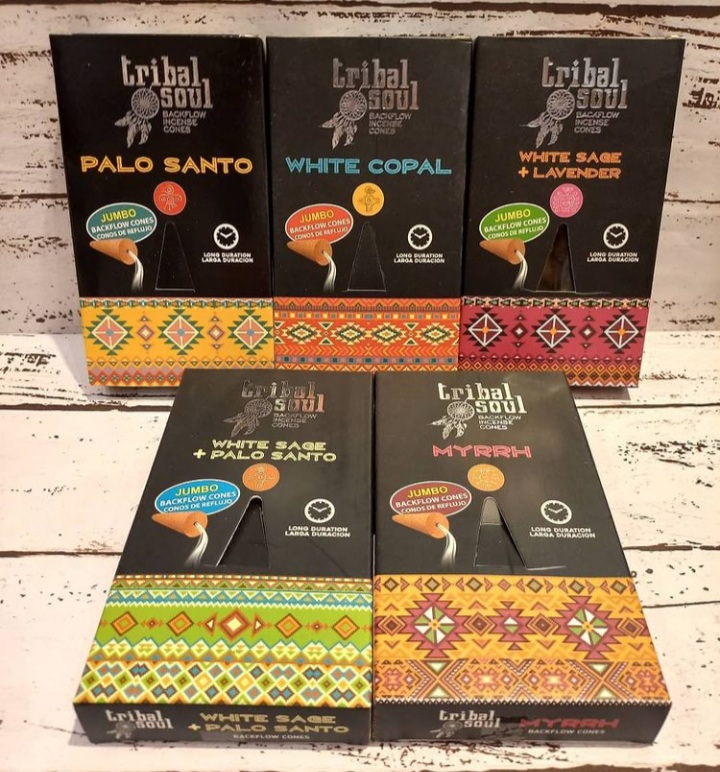 tribal
soul
BACKFLOW
INCENSE
CONES
PALO SANTO
JUMBO
BACKFLOW CONES
CONOS DE REFLUJO
LONG DURATION
LARGA DURACION
tribal
soul
BACKFLOW
INCENSE
CONES
WHITE COPAL
JUMBO
BACKFLOW CONES
CONOS DE REFLUJO
LONG DURATION
LARGA DURACION
tribal
soul
BACKFLOW
INCENSE
CONES
WHITE SAGE
+ LAVENDER
JUMBO
BACKFLOW CONES
CONOS DE REFLUJO
LONG DURATION
LARGA DURACION
tribal
soul
BACKFLOW
INCENSE
CONES
WHITE SAGE
+ PALO SANTO
JUMBO
BACKFLOW CONES
CONOS DE REFLUJO
LONG DURATION
LARGA DURACION
tribal
soul
WHITE SAGE
+ PALO SANTO
BACKFLOW CONES
tribal
soul
BACKFLOW
INCENSE
CONES
MYRRH
JUMBO
BACKFLOW CONES
CONOS DE REFLUJO
LONG DURATION
LARGA DURACION
tribal
soul
MYRRH
BACKFLOW CONES